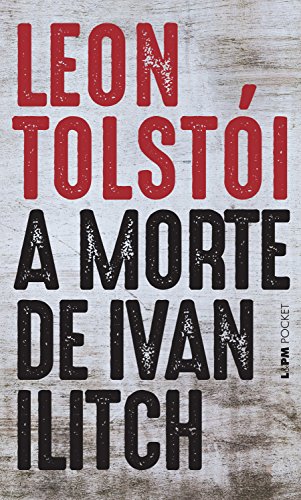 LEON
TOLSTÓI
A MORTE
DE IVAN
ILITCH
L&PM POCKET